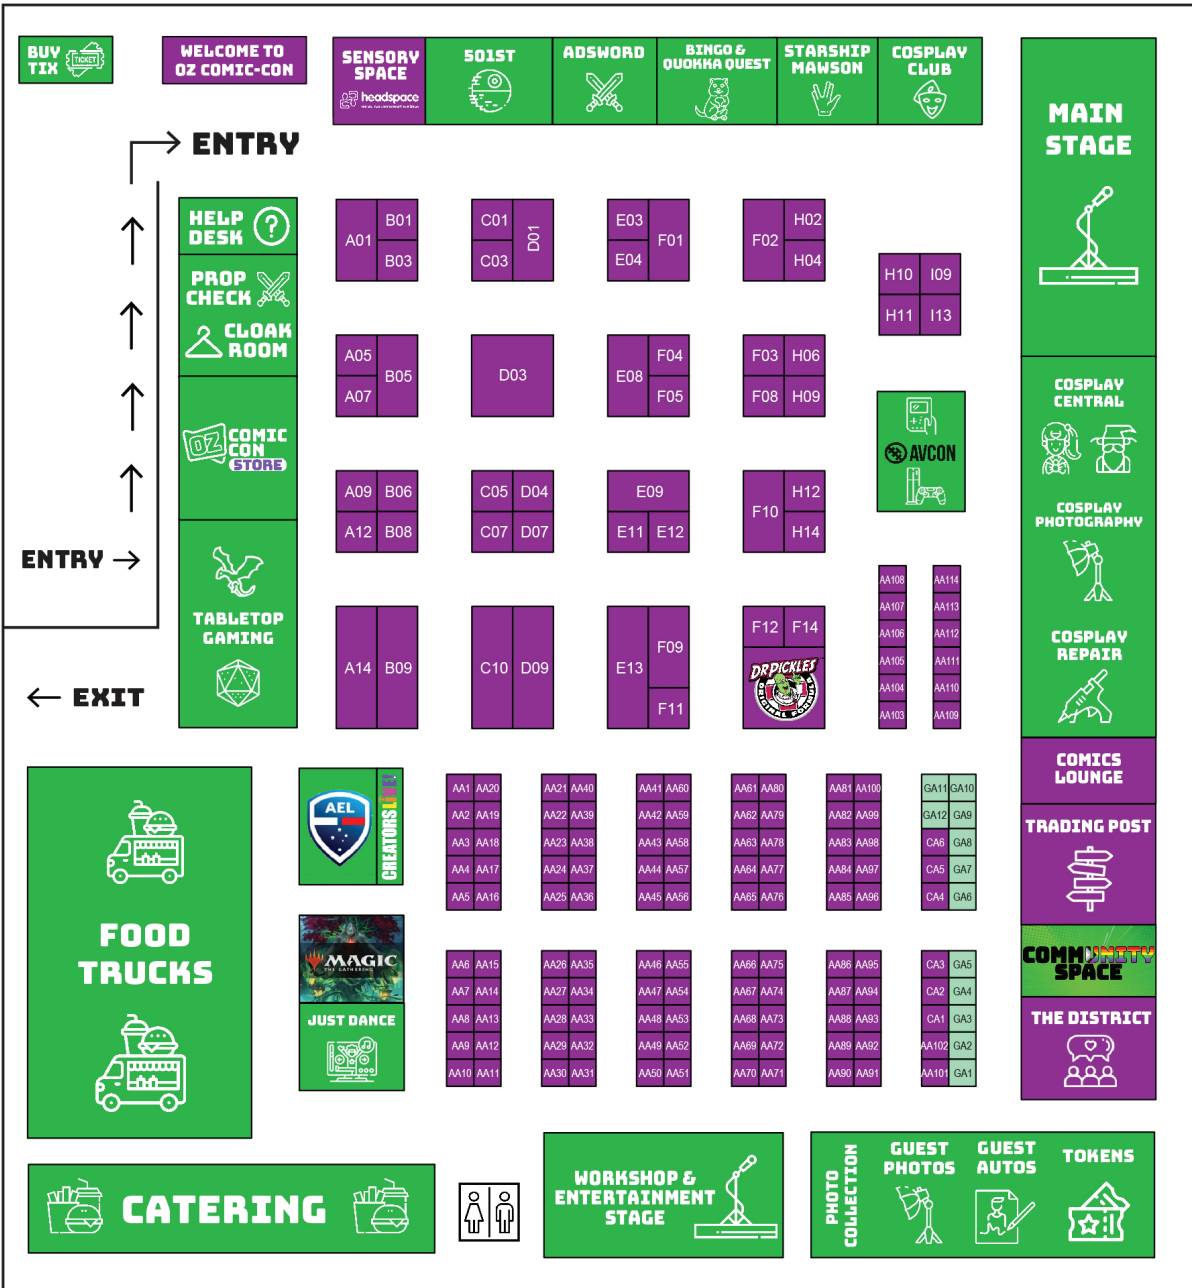 BUY
TIX
TICKET
WELCOME TO
OZ COMIC-CON
SENSORY
SPACE
headspace
501ST
ADSWORD
BINGO &
QUOKKA QUEST
STARSHIP
MAWSON
COSPLAY
CLUB
MAIN
STAGE
ENTRY
HELP
DESK
?
PROP
CHECK
CLOAK
ROOM
OZ
COMIC
CON
STORE
ENTRY
TABLETOP
GAMING
EXIT
A01 B01
B03
C01 D01
C03
E03 F01
E04
F02 H02
H04
H10 I09
H11 I13
A05 B05
A07
D03
E08 F04
F05
F03 H06
F08 H09
AVCON
COSPLAY
CENTRAL
COSPLAY
PHOTOGRAPHY
COSPLAY
REPAIR
A09 B06
A12 B08
C05 D04
C07 D07
E09
E11 E12
F10 H12
H14
A14 B09
C10 D09
E13 F09
F11
F12 F14
DR PICKLES
ORIGINAL FORMULA
AA108 AA114
AA107 AA113
AA106 AA112
AA105 AA111
AA104 AA110
AA103 AA109
COMICS
LOUNGE
TRADING POST
COMMUNITY
SPACE
THE DISTRICT
FOOD
TRUCKS
AEL
CREATORS LIVE!
MAGIC
THE GATHERING
JUST DANCE
AA1 AA20 AA21 AA40 AA41 AA60 AA61 AA80 AA81 AA100 GA11 GA10
AA2 AA19 AA22 AA39 AA42 AA59 AA62 AA79 AA82 AA99 GA12 GA9
AA3 AA18 AA23 AA38 AA43 AA58 AA63 AA78 AA83 AA98 CA6 GA8
AA4 AA17 AA24 AA37 AA44 AA57 AA64 AA77 AA84 AA97 CA5 GA7
AA5 AA16 AA25 AA36 AA45 AA56 AA65 AA76 AA85 AA96 CA4 GA6
AA6 AA15 AA26 AA35 AA46 AA55 AA66 AA75 AA86 AA95 CA3 GA5
AA7 AA14 AA27 AA34 AA47 AA54 AA67 AA74 AA87 AA94 CA2 GA4
AA8 AA13 AA28 AA33 AA48 AA53 AA68 AA73 AA88 AA93 CA1 GA3
AA9 AA12 AA29 AA32 AA49 AA52 AA69 AA72 AA89 AA92 AA102 GA2
AA10 AA11 AA30 AA31 AA50 AA51 AA70 AA71 AA90 AA91 AA101 GA1
CATERING
WORKSHOP &
ENTERTAINMENT
STAGE
PHOTO
COLLECTION
GUEST
PHOTOS
GUEST
AUTOS
TOKENS